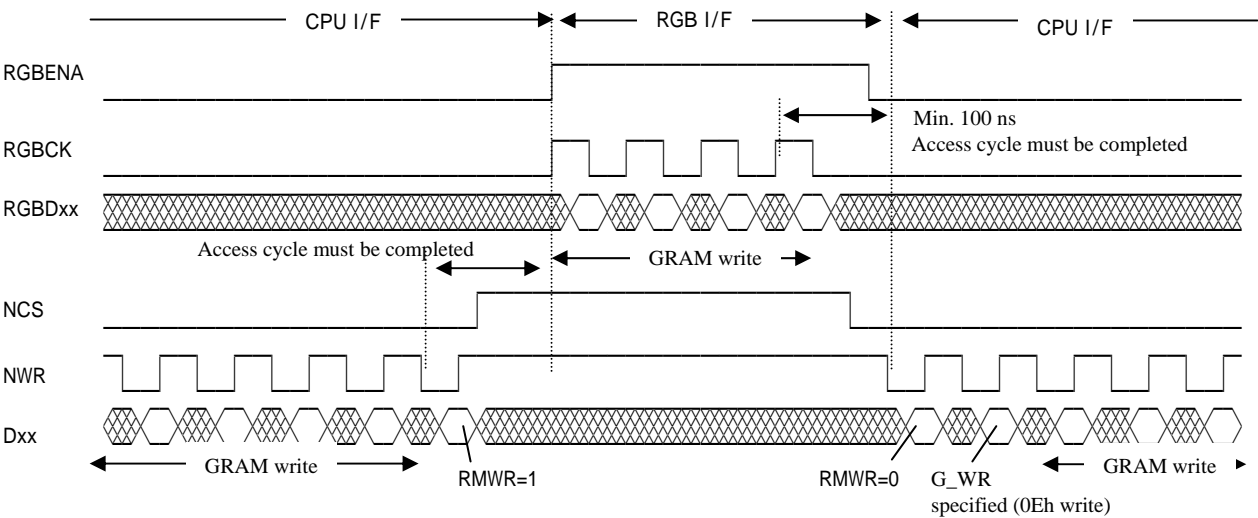 CPU I/F
RGB I/F
CPU I/F
RGBENA
Min. 100 ns
Access cycle must be completed
RGBCK
RGBDxx
Access cycle must be completed
GRAM write
NCS
NWR
Dxx
GRAM write
RMWR=1
RMWR=0
G_WR
specified (0Eh write)
GRAM write